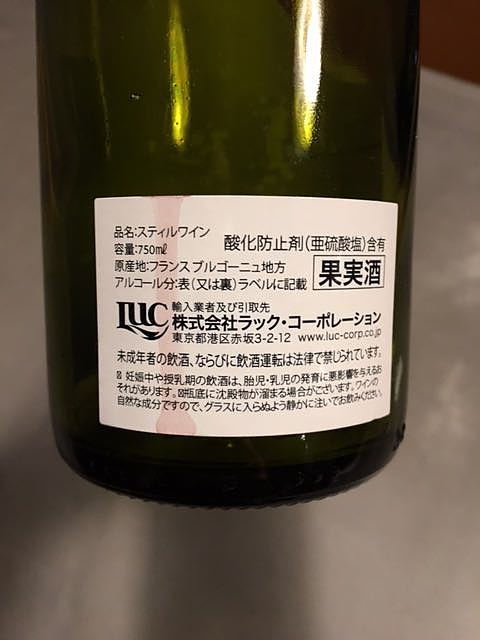 品名:スティルワイン
容量:750㎖
酸化防止剤(亜硫酸塩)含有
原産地:フランス ブルゴーニュ地方
アルコール分:表(又は裏)ラベルに記載
果実酒
LUC
輸入業者及び引取先
株式会社ラック・コーポレーション
東京都港区赤坂3-2-12 www.luc-corp.co.jp
未成年者の飲酒、ならびに飲酒運転は法律で禁じられています。
☒ 妊娠中や授乳期の飲酒は、胎児・乳児の発育に悪影響を与えるお
それがあります。☒瓶底に沈殿物が溜まる場合がございます。ワインの
自然な成分ですので、グラスに入らぬよう静かに注いでお飲みください。